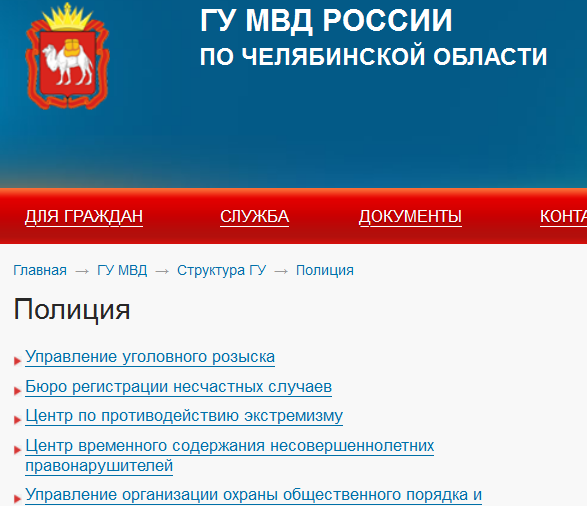 ГУ МВД РОССИИ
ПО ЧЕЛЯБИНСКОЙ ОБЛАСТИ
ДЛЯ ГРАЖДАН СЛУЖБА ДОКУМЕНТЫ КОНТА
Главная → ГУ МВД → Структура ГУ → Полиция
Полиция
Управление уголовного розыска
Бюро регистрации несчастных случаев
Центр по противодействию экстремизму
Центр временного содержания несовершеннолетних
правонарушителей
Управление организации охраны общественного порядка и